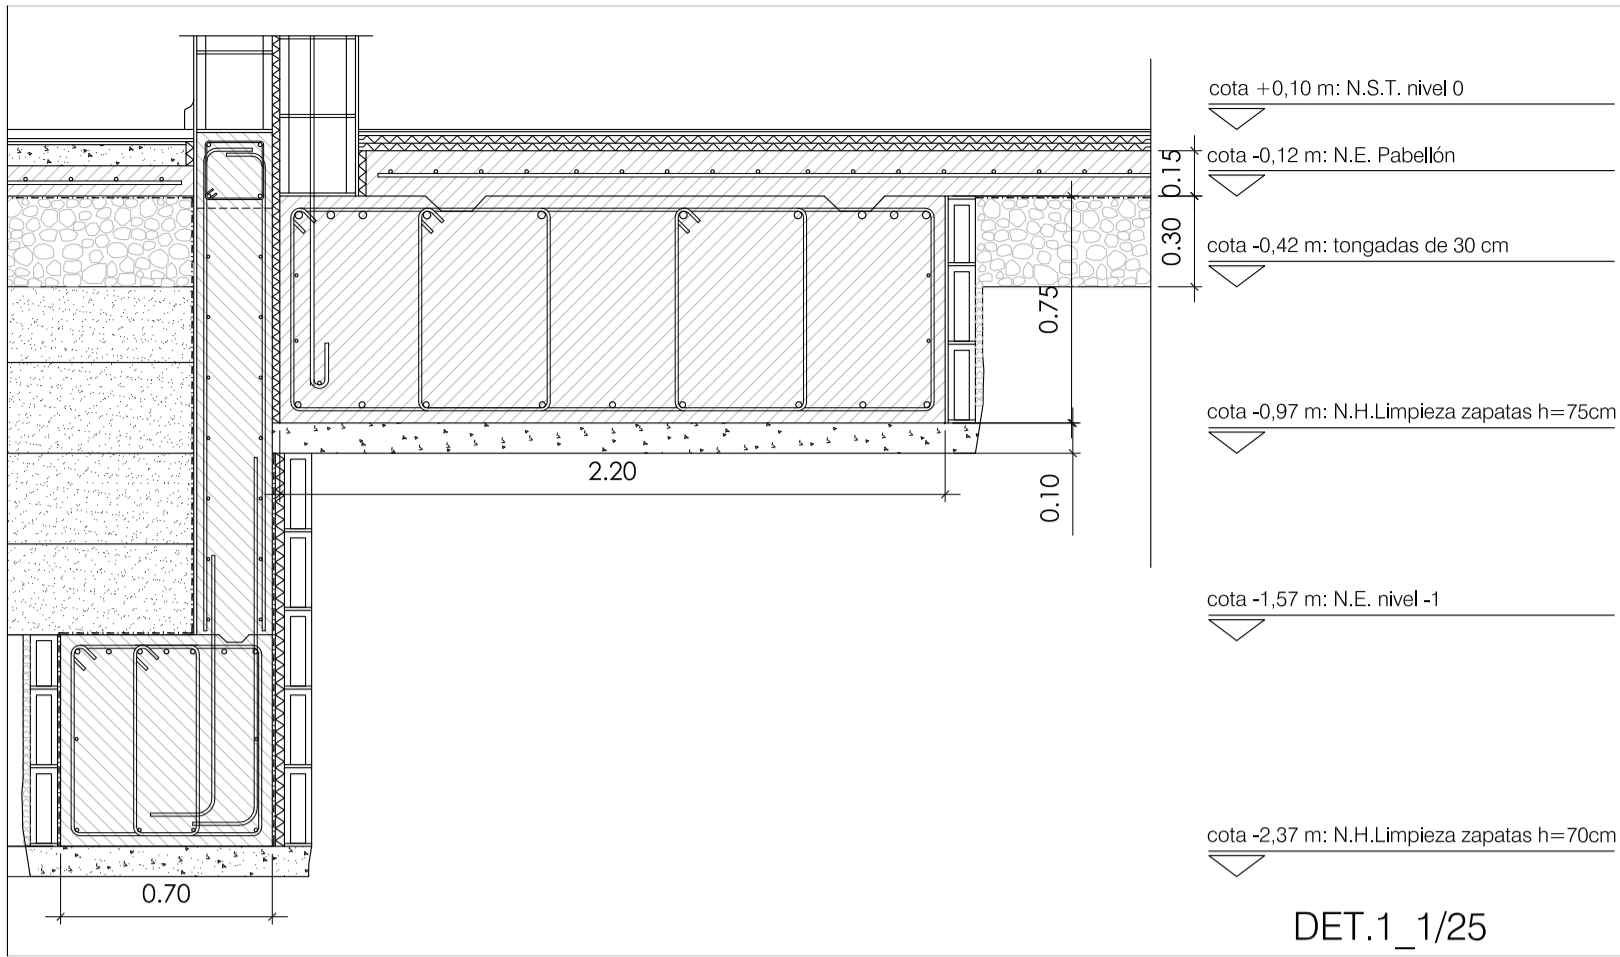 cota +0,10 m: N.S.T. nivel 0
cota -0,12 m: N.E. Pabellón
0.15
0.30
cota -0,42 m: tongadas de 30 cm
0.75
cota -0,97 m: N.H.Limpieza zapatas h=75cm
2.20
0.10
cota -1,57 m: N.E. nivel -1
cota -2,37 m: N.H.Limpieza zapatas h=70cm
0.70
DET.1_1/25